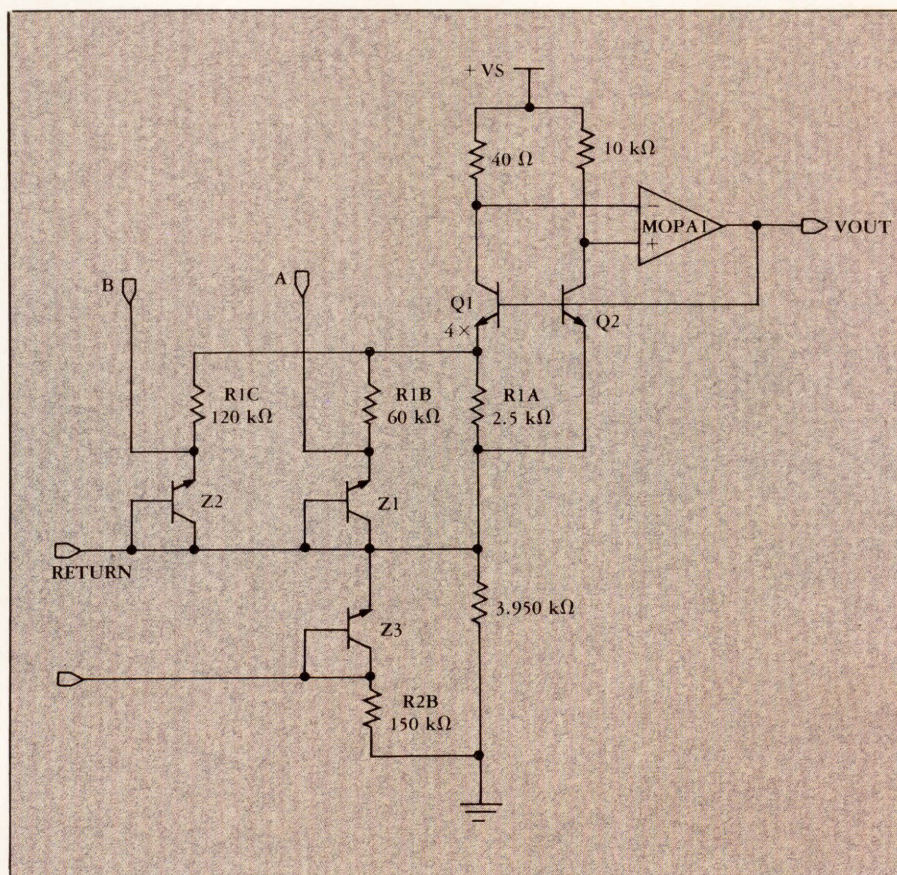 + VS
40 Ω
10 kΩ
MOPA1
−
+
VOUT
B
A
Q1
4×
Q2
R1C
120 kΩ
R1B
60 kΩ
R1A
2.5 kΩ
Z2
Z1
RETURN
3.950 kΩ
Z3
R2B
150 kΩ